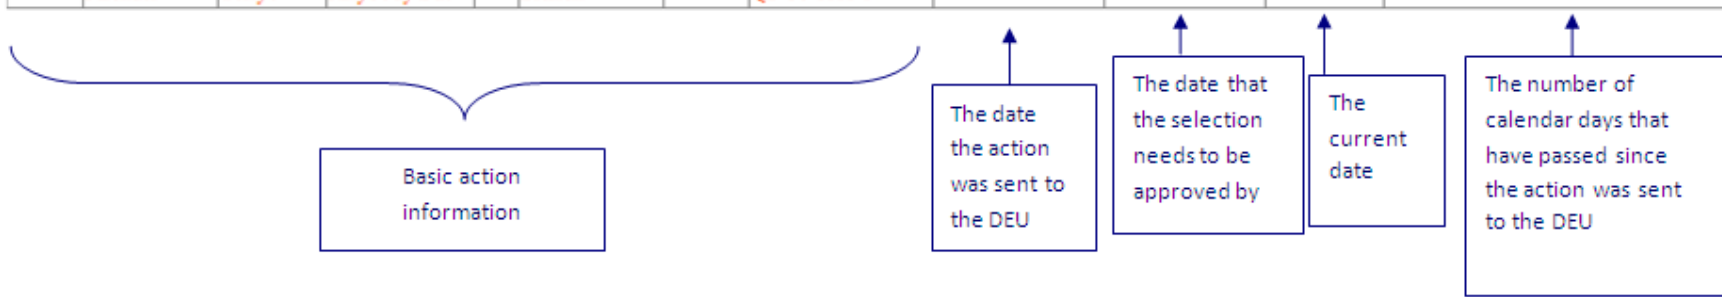 Basic action
information
The date
the action
was sent to
the DEU
The date that
the selection
needs to be
approved by
The
current
date
The number of
calendar days that
have passed since
the action was sent
to the DEU